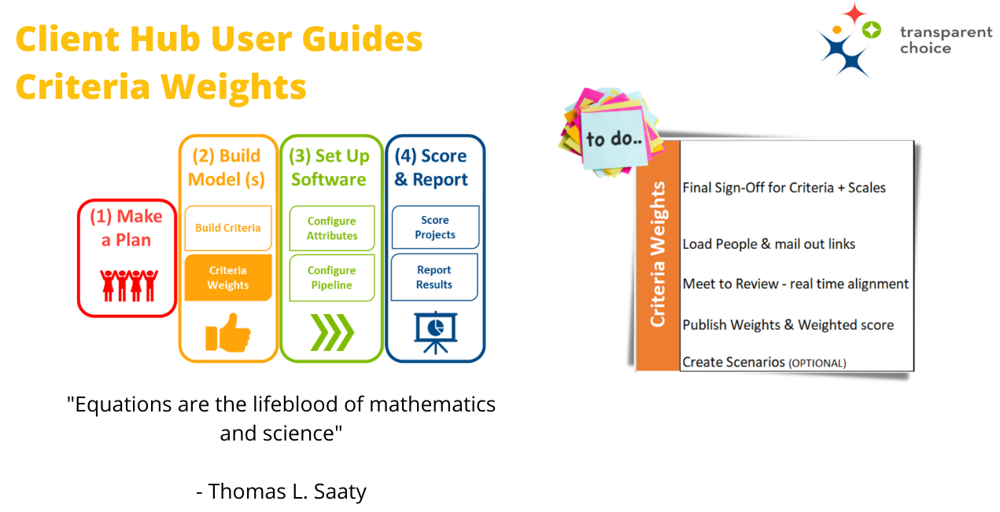 Client Hub User Guides
Criteria Weights
transparent
choice
(1) Make
a Plan
(2) Build
Model (s)
Build Criteria
Criteria
Weights
(3) Set Up
Software
Configure
Attributes
Configure
Pipeline
(4) Score
& Report
Score
Projects
Report
Results
"Equations are the lifeblood of mathematics
and science"
- Thomas L. Saaty
to do..
Criteria Weights
Final Sign-Off for Criteria + Scales
Load People & mail out links
Meet to Review - real time alignment
Publish Weights & Weighted score
Create Scenarios (OPTIONAL)